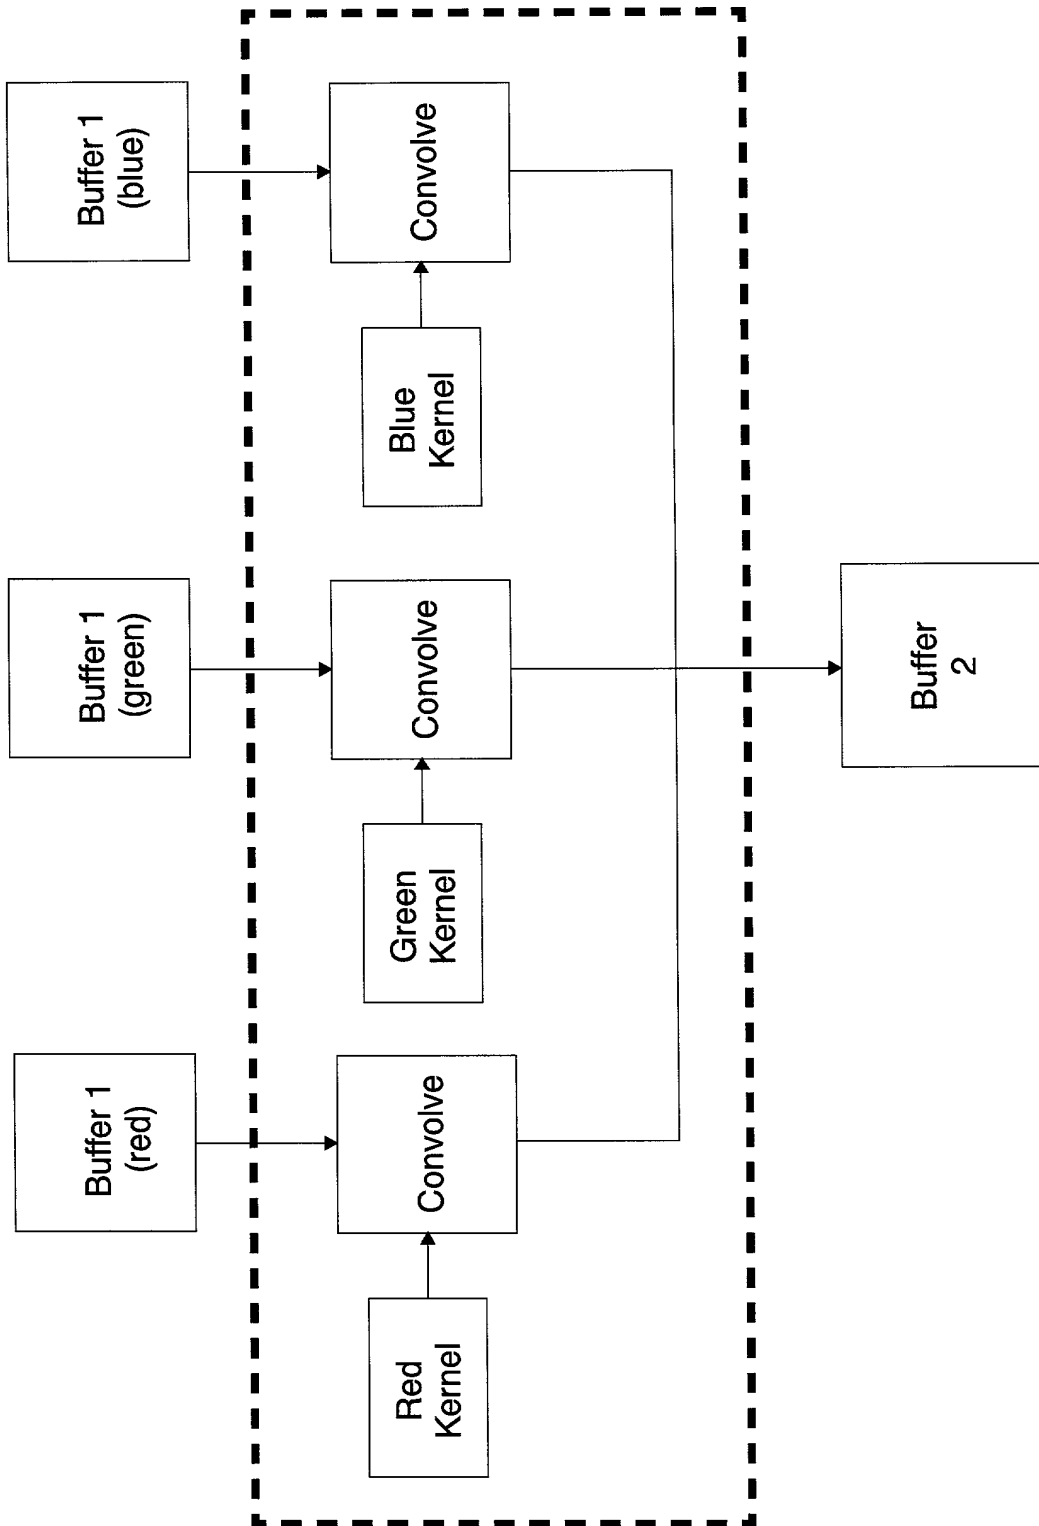 Buffer 1
(red)
Buffer 1
(green)
Buffer 1
(blue)
Red
Kernel
Convolve
Green
Kernel
Convolve
Blue
Kernel
Convolve
Buffer
2